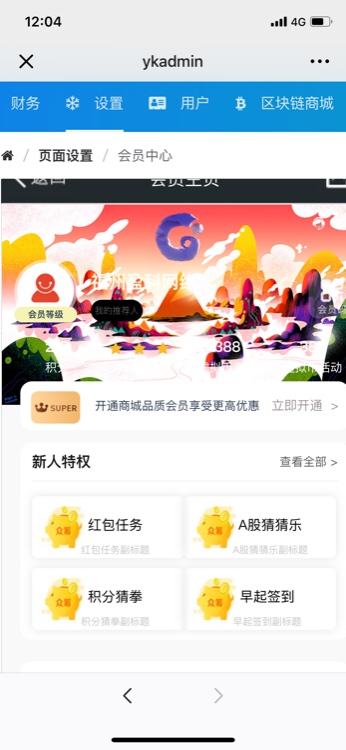 12:04
4G
ykadmin
财务 设置 用户 区块链商城
/ 页面设置 / 会员中心
返回 会员主页
福州盈科网络
会员等级
我的推荐人
SUPER 开通商城品质会员享受更高优惠 立即开通 >
新人特权 查看全部 >
众筹 红包任务
红包任务副标题
众筹 A股猜猜乐
A股猜猜乐副标题
众筹 积分猜拳
积分猜拳副标题
众筹 早起签到
早起签到副标题